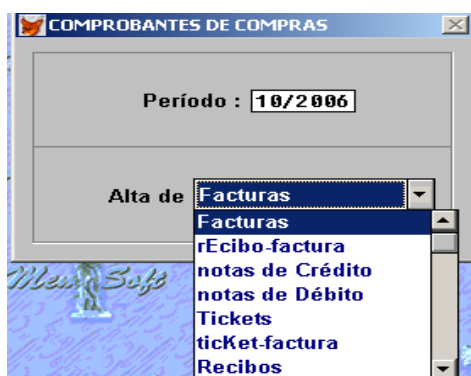 COMPROBANTES DE COMPRAS
Período : 10/2006
Alta de Facturas
Facturas
rEcibo-factura
notas de Crédito
notas de Débito
Tickets
ticKet-factura
Recibos
Soft